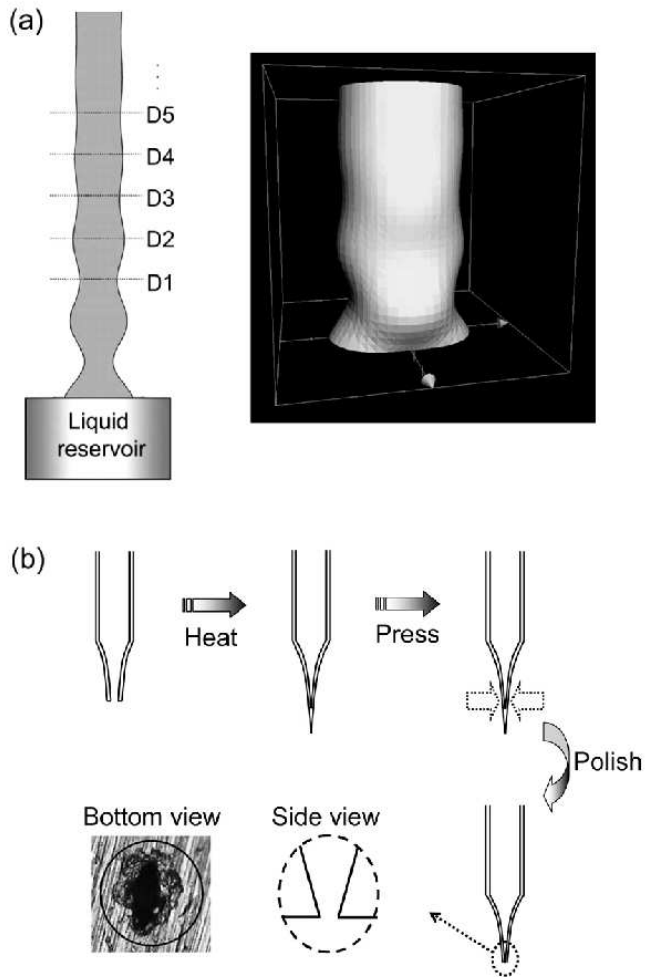 (a)
D5
D4
D3
D2
D1
Liquid
reservoir
(b)
Heat
Press
Polish
Bottom view
Side view